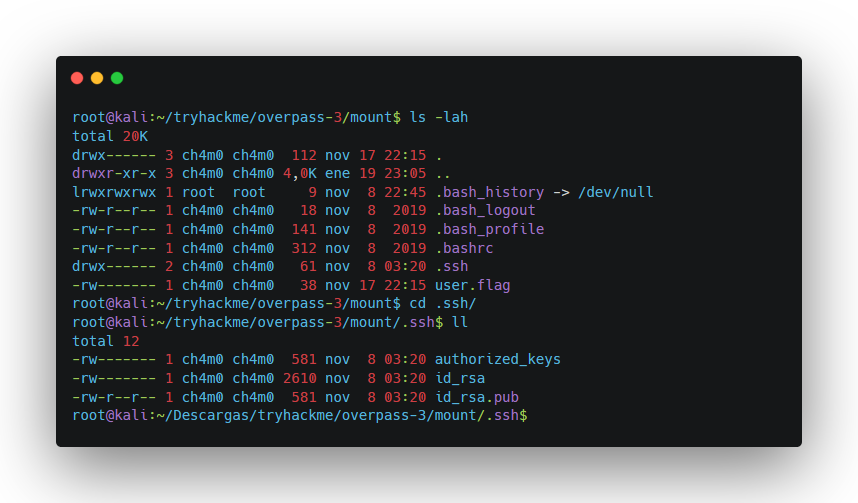 root@kali:~/tryhackme/overpass-3/mount$ ls -lah
total 20K
drwx------ 3 ch4m0 ch4m0  112 nov 17 22:15 .
drwxr-xr-x 3 ch4m0 ch4m0 4,0K ene 19 23:05 ..
lrwxrwxrwx 1 root  root     9 nov  8 22:45 .bash_history -> /dev/null
-rw-r--r-- 1 ch4m0 ch4m0   18 nov  8  2019 .bash_logout
-rw-r--r-- 1 ch4m0 ch4m0  141 nov  8  2019 .bash_profile
-rw-r--r-- 1 ch4m0 ch4m0  312 nov  8  2019 .bashrc
drwx------ 2 ch4m0 ch4m0   61 nov  8 03:20 .ssh
-rw------- 1 ch4m0 ch4m0   38 nov 17 22:15 user.flag
root@kali:~/tryhackme/overpass-3/mount$ cd .ssh/
root@kali:~/tryhackme/overpass-3/mount/.ssh$ ll
total 12
-rw------- 1 ch4m0 ch4m0  581 nov  8 03:20 authorized_keys
-rw------- 1 ch4m0 ch4m0 2610 nov  8 03:20 id_rsa
-rw-r--r-- 1 ch4m0 ch4m0  581 nov  8 03:20 id_rsa.pub
root@kali:~/Descargas/tryhackme/overpass-3/mount/.ssh$